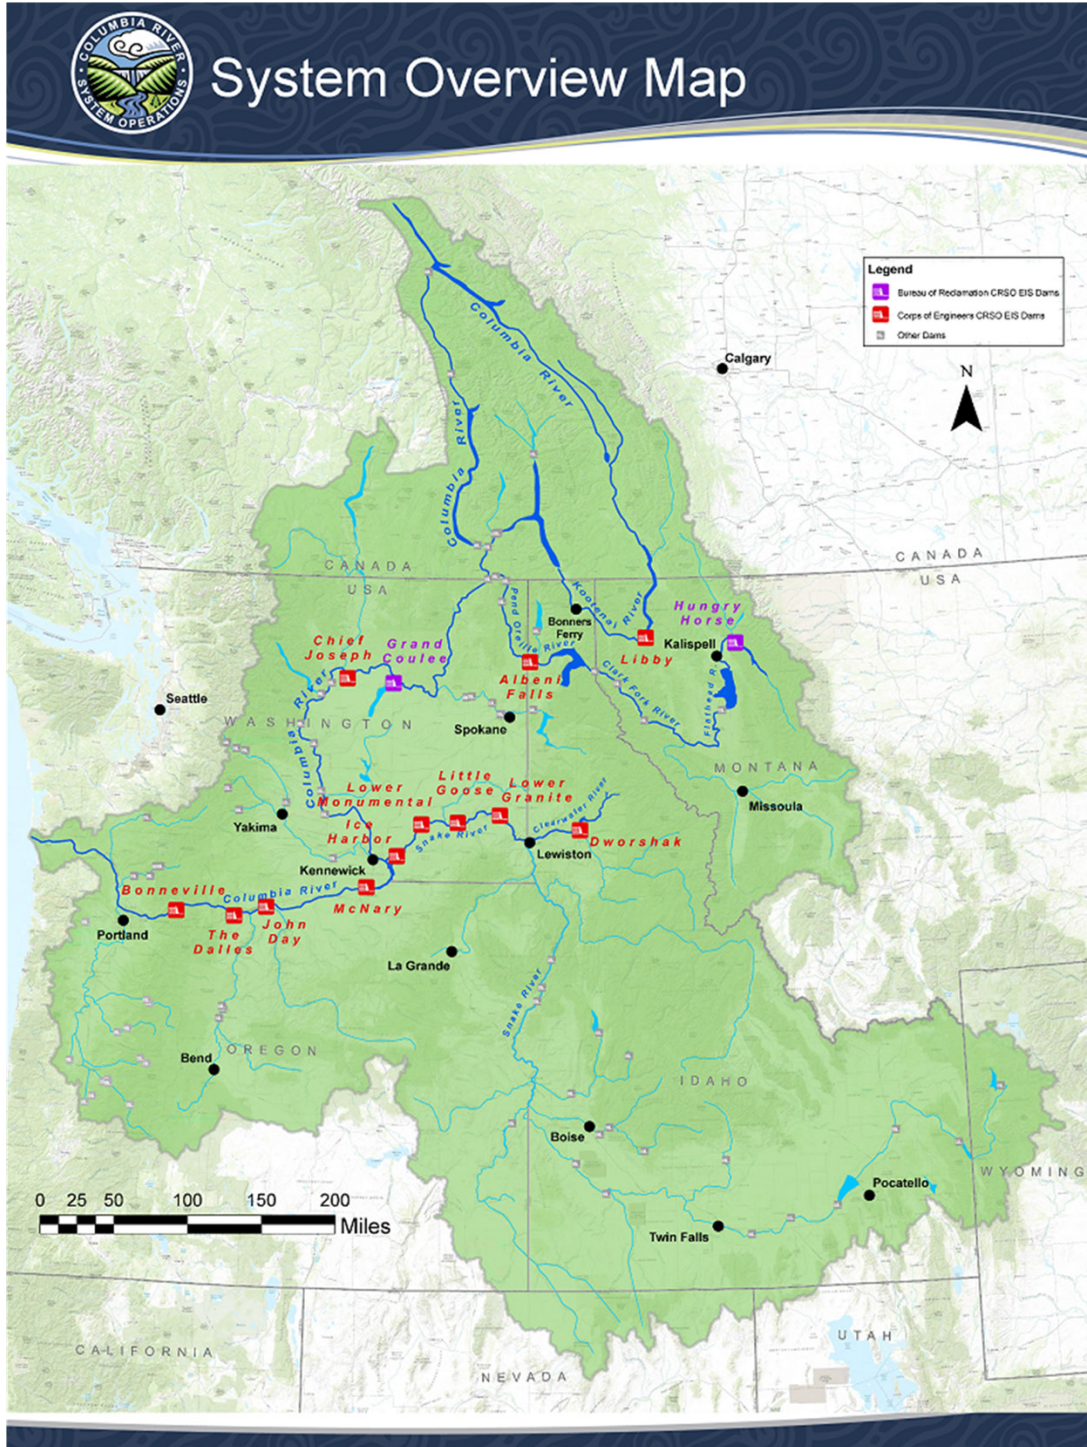 COLUMBIA RIVER
SYSTEM OPERATIONS
System Overview Map
Legend
Bureau of Reclamation CRSO EIS Dams
Corps of Engineers CRSO EIS Dams
Other Dams
N
Calgary
Columbia River
Columbia River
CANADA
USA
CANADA
USA
Kootenai River
Pend Oreille River
Bonners
Ferry
Hungry
Horse
Kalispell
Libby
Chief
Joseph
Grand
Coulee
Albeni
Falls
Clark Fork River
Flathead R.
Seattle
Columbia River
WASHINGTON
Spokane
MONTANA
Missoula
Lower
Monumental
Little
Goose
Lower
Granite
Ice
Harbor
Snake River
Clearwater River
Yakima
Dworshak
Lewiston
Kennewick
Bonneville
Columbia River
McNary
Portland
The
Dalles
John
Day
La Grande
Snake River
Bend
OREGON
IDAHO
Boise
WYOMING
Pocatello
Twin Falls
0 25 50 100 150 200
Miles
CALIFORNIA
NEVADA
UTAH